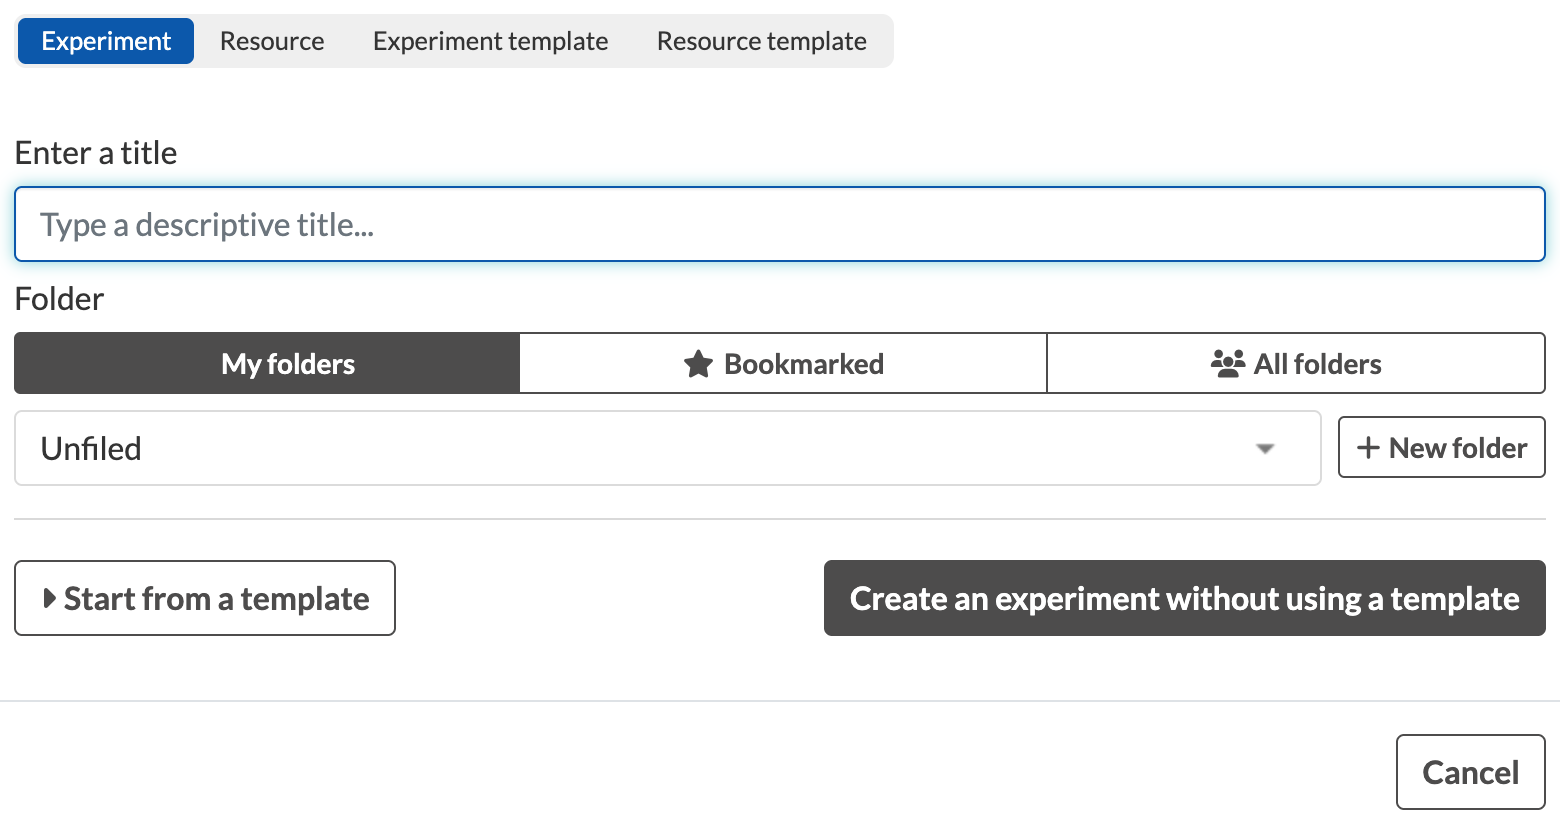 Experiment Resource Experiment template Resource template
Enter a title
Type a descriptive title...
Folder
My folders Bookmarked All folders
Unfiled + New folder
Start from a template Create an experiment without using a template
Cancel